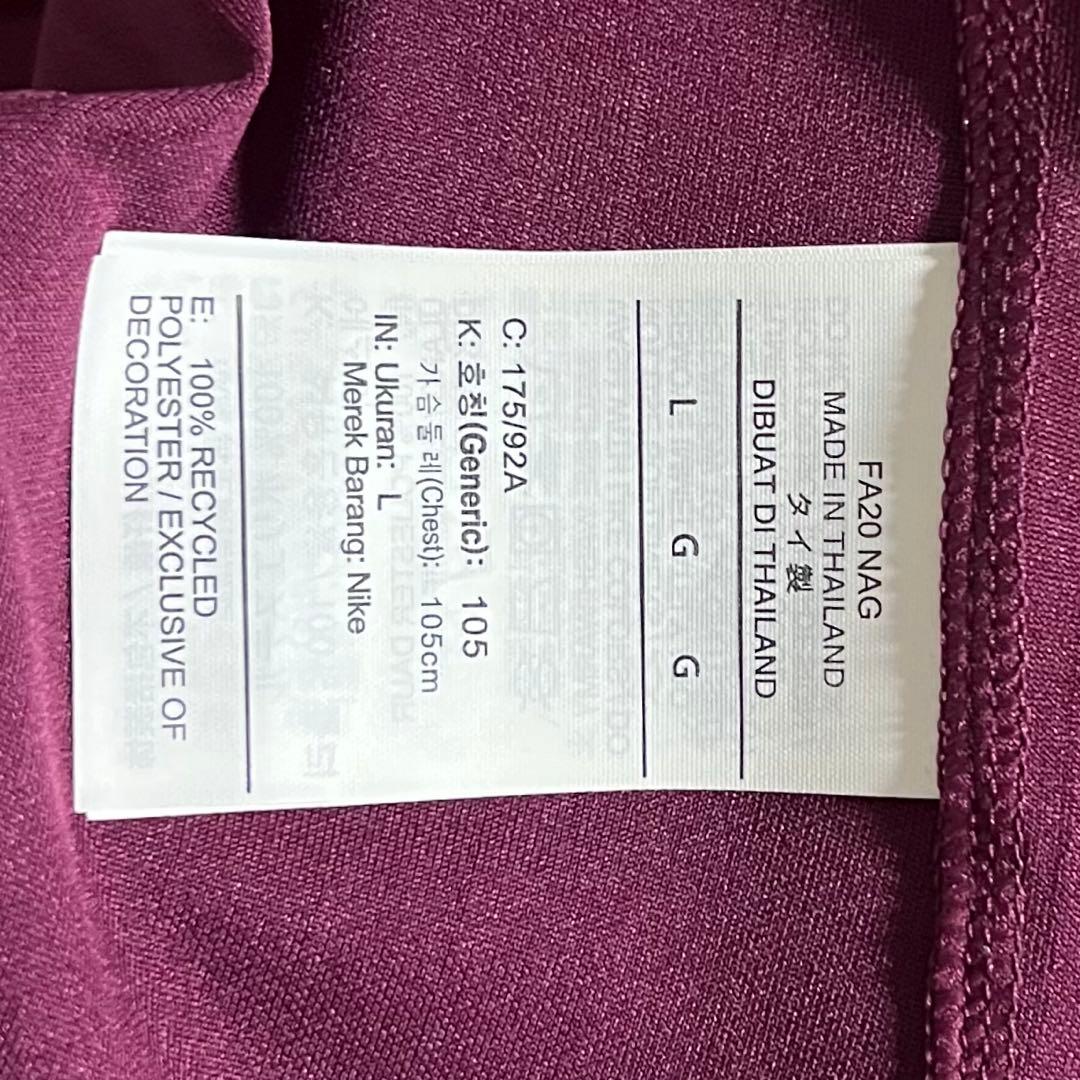 FA20 NAG
MADE IN THAILAND
タイ製
DIBUAT DI THAILAND
L G G
C: 175/92A
K: 호칭(Generic): 105
가슴둘레(Chest): 105cm
IN: Ukuran: L
Merek Barang: Nike
E: 100% RECYCLED
POLYESTER / EXCLUSIVE OF
DECORATION